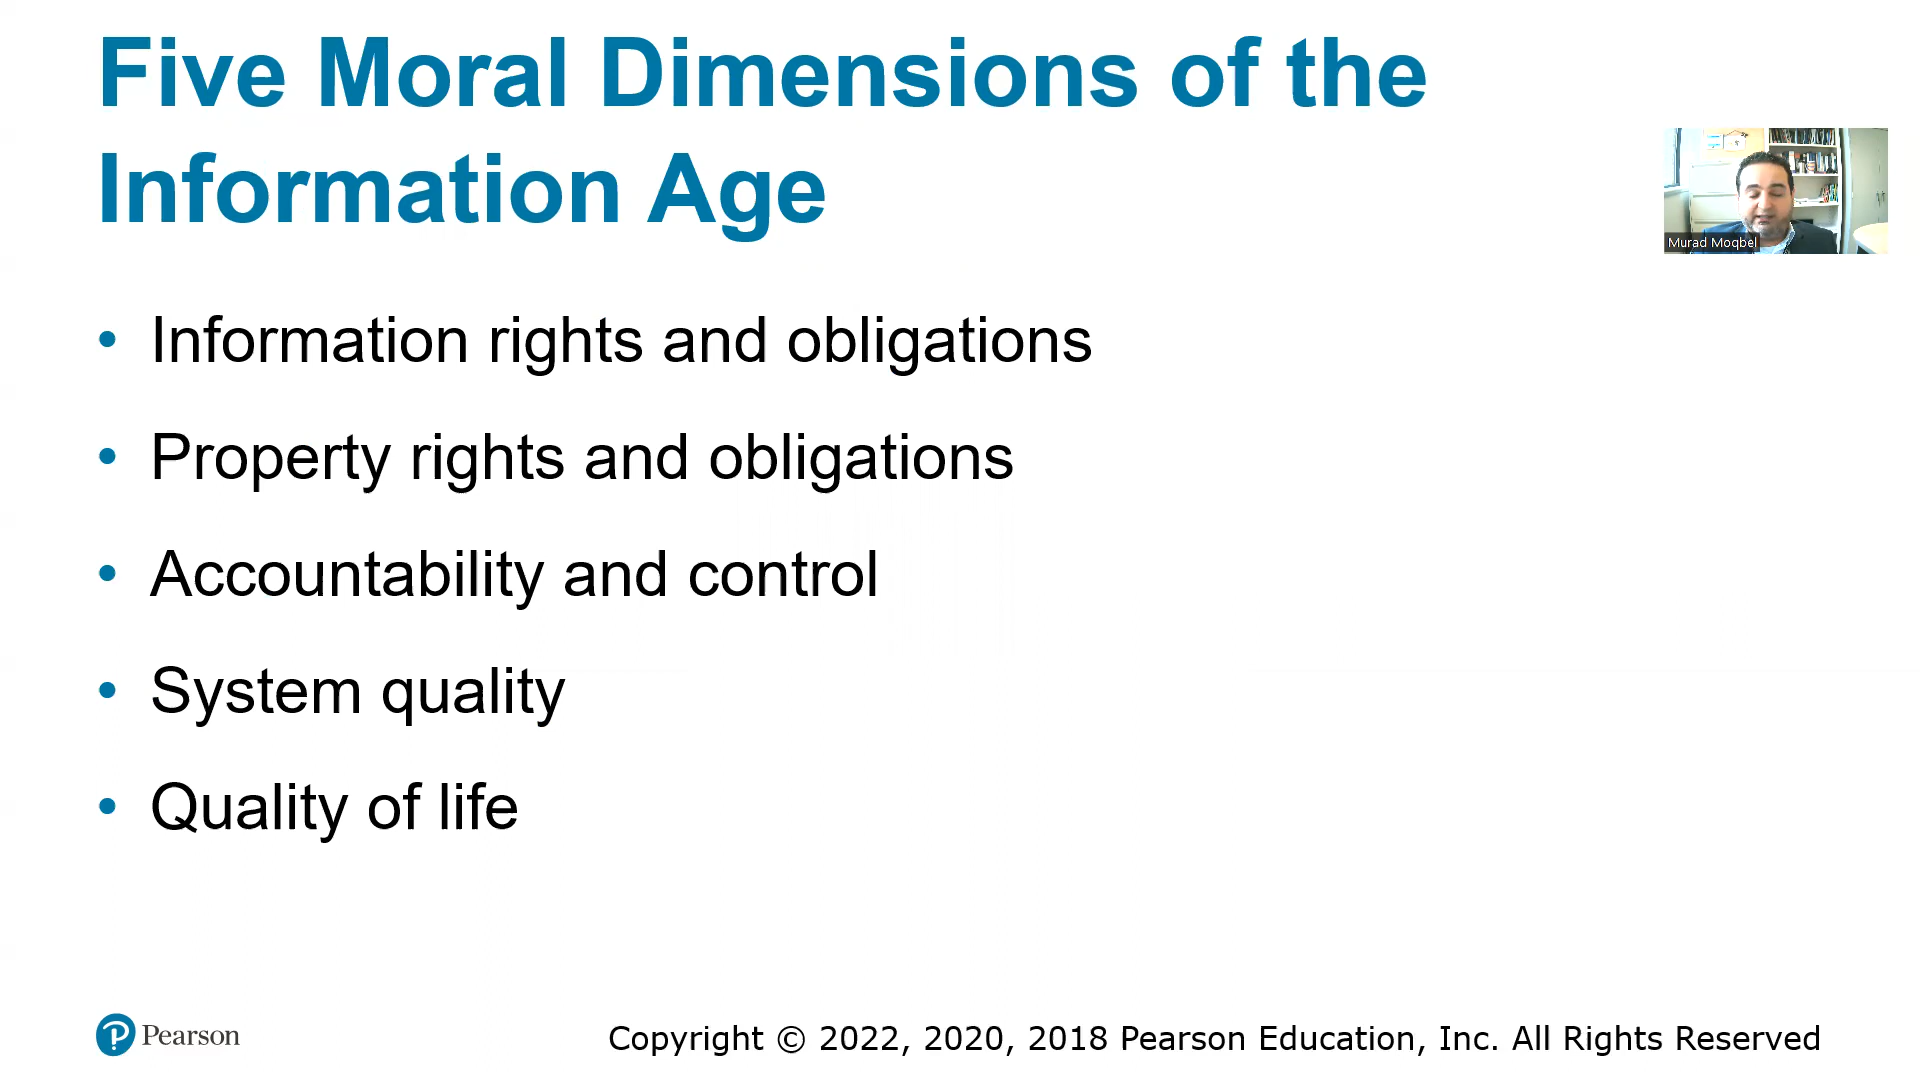 Five Moral Dimensions of the
Information Age
Murad Moqbel
• Information rights and obligations
• Property rights and obligations
• Accountability and control
• System quality
• Quality of life
Pearson
Copyright © 2022, 2020, 2018 Pearson Education, Inc. All Rights Reserved